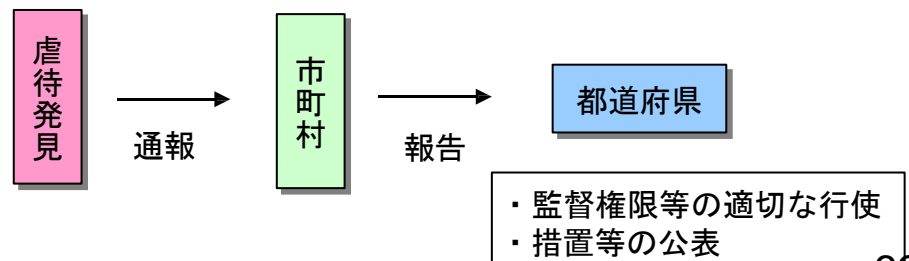 虐待発見
通報
市町村
報告
都道府県
・監督権限等の適切な行使
・措置等の公表